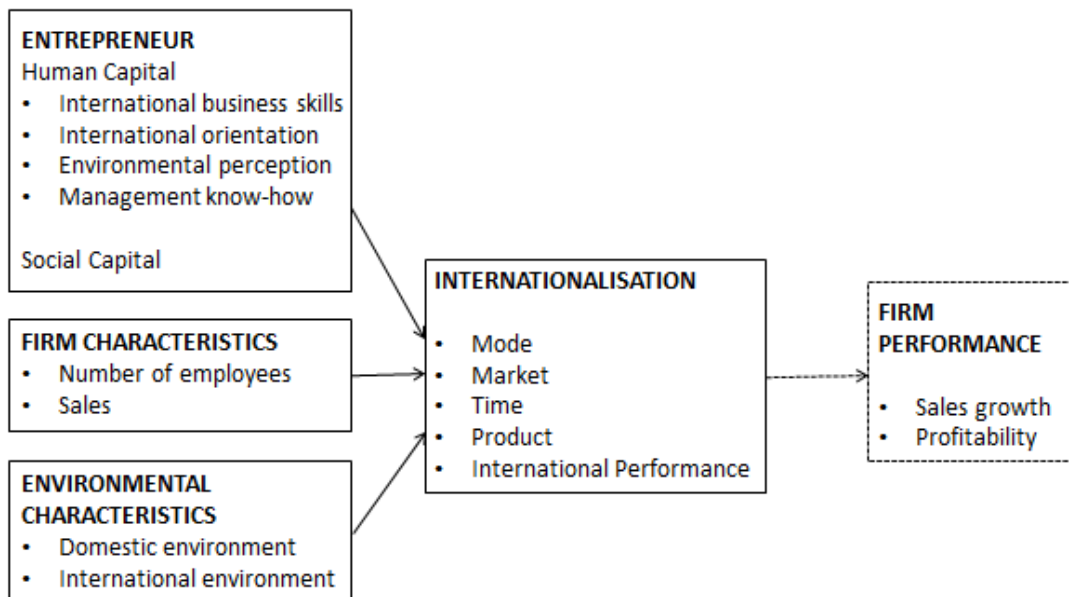 ENTREPRENEUR
Human Capital
• International business skills
• International orientation
• Environmental perception
• Management know-how
Social Capital
FIRM CHARACTERISTICS
• Number of employees
• Sales
ENVIRONMENTAL
CHARACTERISTICS
• Domestic environment
• International environment
INTERNATIONALISATION
• Mode
• Market
• Time
• Product
• International Performance
FIRM
PERFORMANCE
• Sales growth
• Profitability